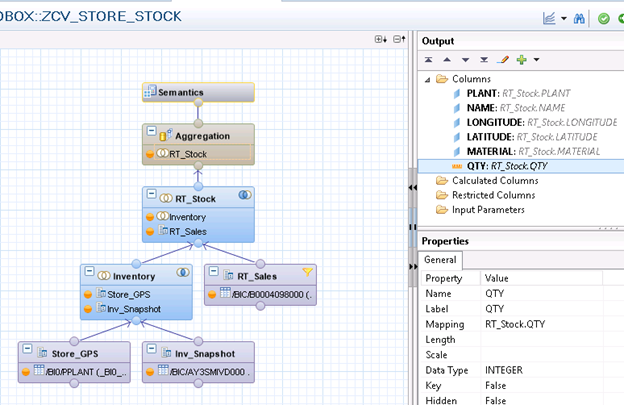 OBOX::ZCV_STORE_STOCK
Semantics
Aggregation
RT_Stock
RT_Stock
Inventory
RT_Sales
Inventory
Store_GPS
Inv_Snapshot
RT_Sales
/BIC/B0004098000 (..
Store_GPS
/BI0/PPLANT (_BI0_...
Inv_Snapshot
/BIC/AY3SMIVD000 ..
Output
Columns
PLANT: RT_Stock.PLANT
NAME: RT_Stock.NAME
LONGITUDE: RT_Stock.LONGITUDE
LATITUDE: RT_Stock.LATITUDE
MATERIAL: RT_Stock.MATERIAL
QTY: RT_Stock.QTY
Calculated Columns
Restricted Columns
Input Parameters
Properties
General
Property Value
Name QTY
Label QTY
Mapping RT_Stock.QTY
Length
Scale
Data Type INTEGER
Key False
Hidden False